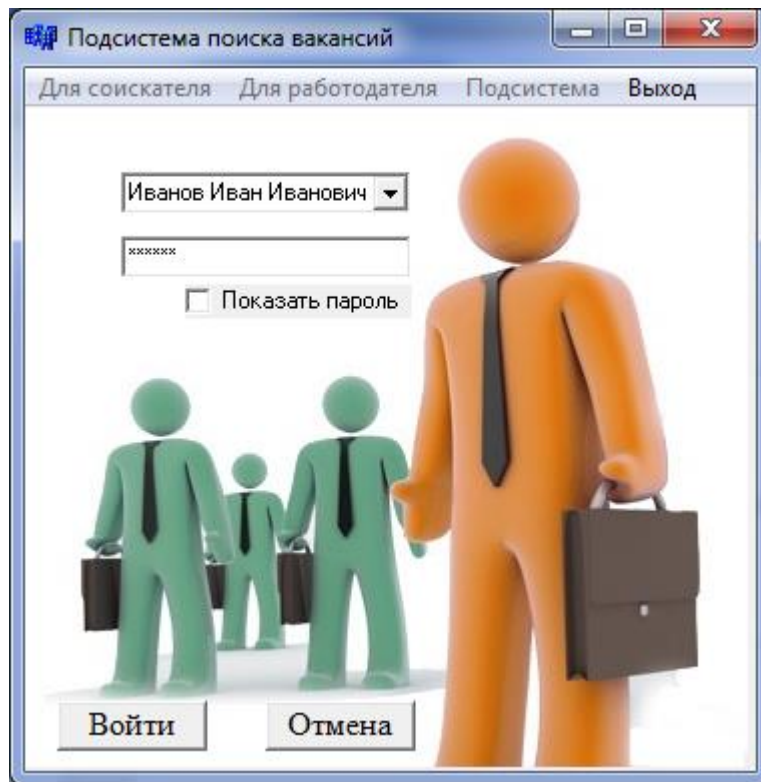 Подсистема поиска вакансий
Для соискателя Для работодателя Подсистема Выход
Иванов Иван Иванович
******
Показать пароль
Войти Отмена